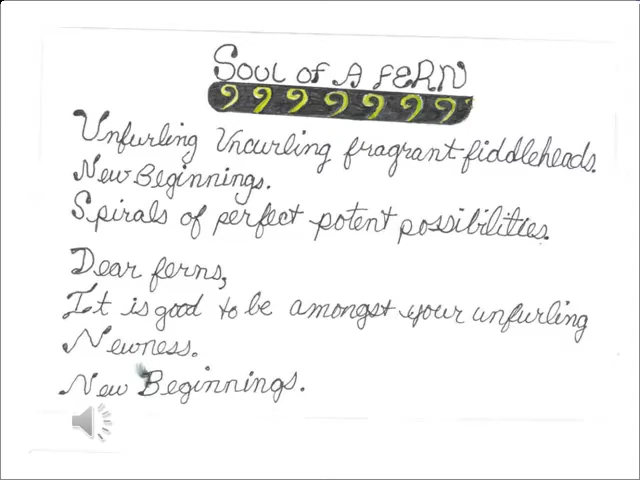 Soul of A fERN
Unfurling Uncurling fragrant fiddleheads.
New Beginnings.
Spirals of perfect potent possibilities.
Dear ferns,
It is good to be amongst your unfurling
Newness.
New Beginnings.